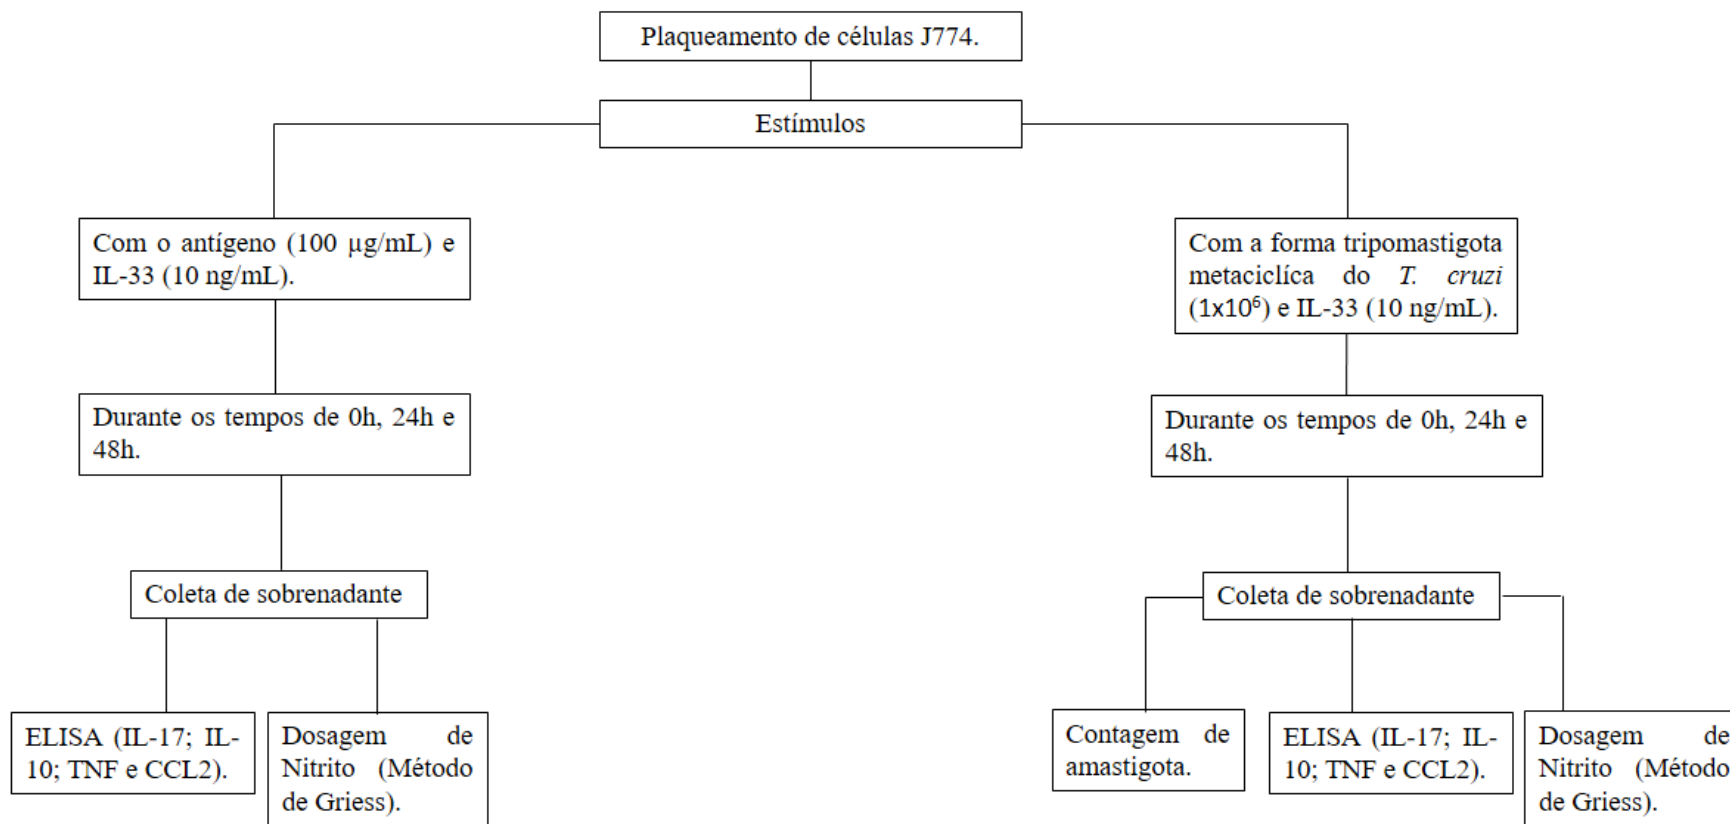 Plaqueamento de células J774.
Estímulos
Com o antígeno (100 µg/mL) e
IL-33 (10 ng/mL).
Com a forma tripomastigota
metaciclíca do T. cruzi
(1x10⁶) e IL-33 (10 ng/mL).
Durante os tempos de 0h, 24h e
48h.
Durante os tempos de 0h, 24h e
48h.
Coleta de sobrenadante
Coleta de sobrenadante
ELISA (IL-17; IL-
10; TNF e CCL2).
Dosagem de
Nitrito (Método
de Griess).
Contagem de
amastigota.
ELISA (IL-17; IL-
10; TNF e CCL2).
Dosagem de
Nitrito (Método
de Griess).